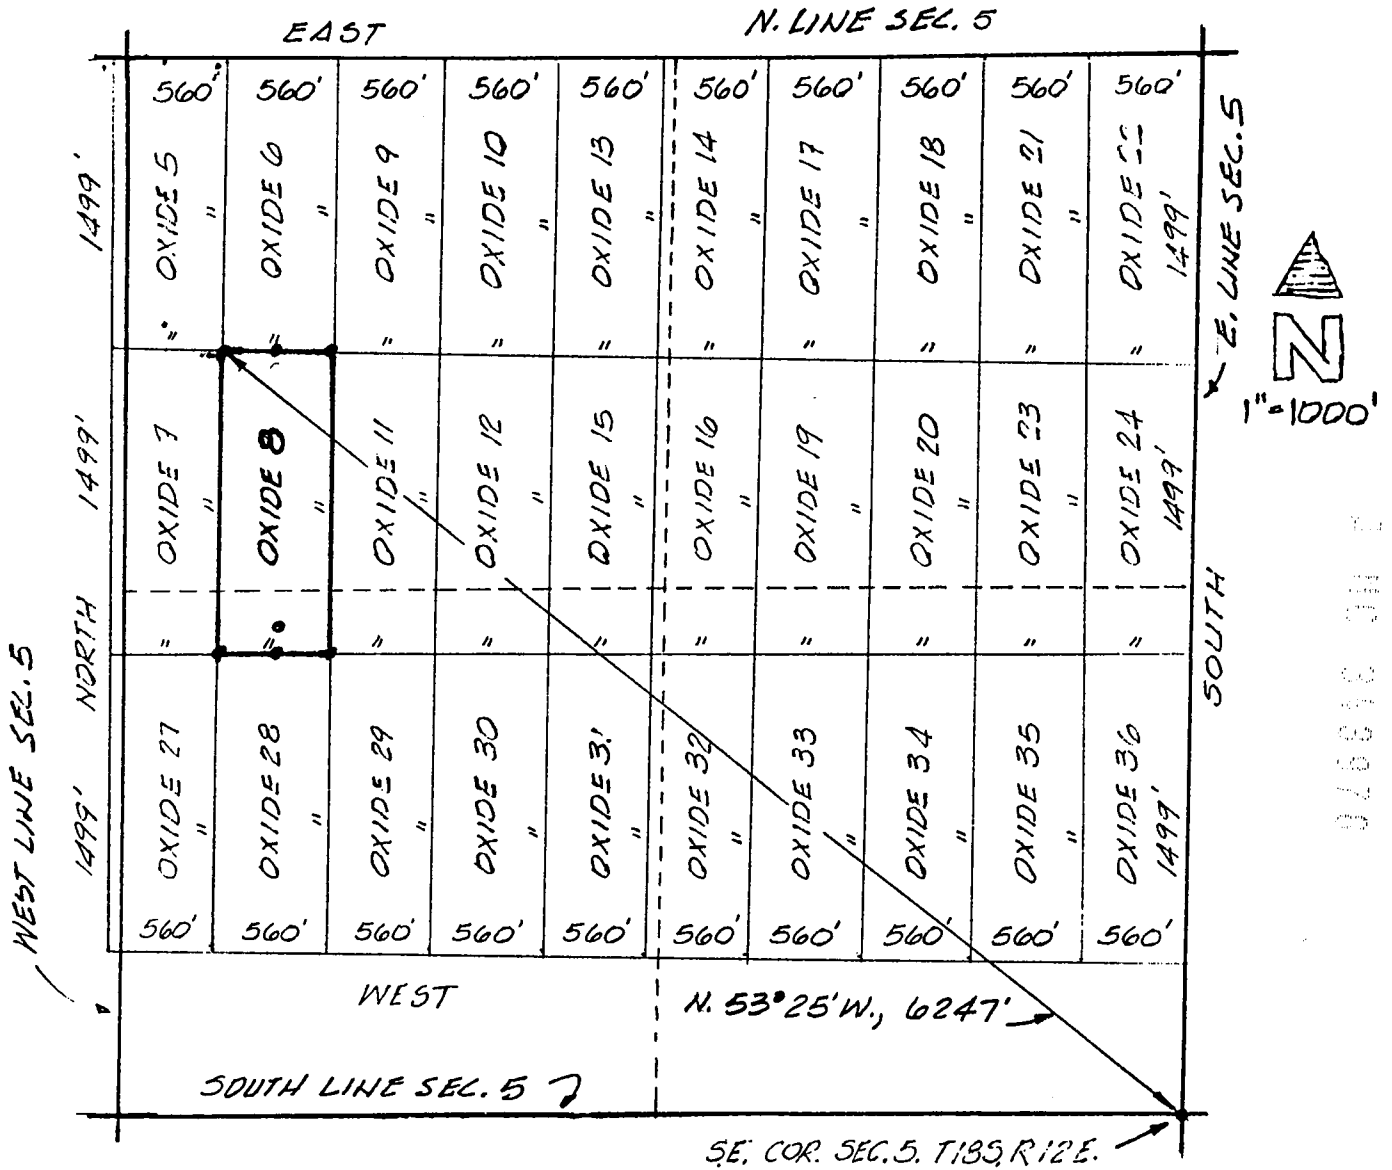 EAST
N. LINE SEC. 5
560' 560' 560' 560' 560' 560' 560' 560' 560' 560'
1499'
OXIDE 5 "
OXIDE 6 "
OXIDE 9 "
OXIDE 10 "
OXIDE 13 "
OXIDE 14 "
OXIDE 17 "
OXIDE 18 "
OXIDE 21 "
OXIDE
1499'
E. LINE SEC. 5
" " " " " " " " " "
N
1"=1000'
1499'
OXIDE 7 "
OXIDE 8 "
OXIDE 11 "
OXIDE 12 "
OXIDE 15 "
OXIDE 16 "
OXIDE 19 "
OXIDE 20 "
OXIDE 23 "
OXIDE 24
1499'
NORTH
SOUTH
" " " " " " " " " "
WEST LINE SEC. 5
1499'
OXIDE 27 "
OXIDE 28 "
OXIDE 29 "
OXIDE 30 "
OXIDE 31 "
OXIDE 32 "
OXIDE 33 "
OXIDE 34 "
OXIDE 35 "
OXIDE 36
1499'
560' 560' 560' 560' 560' 560' 560' 560' 560' 560'
WEST
N. 53°25'W., 6247'
SOUTH LINE SEC. 5
S.E. COR. SEC. 5. T18S, R12E.